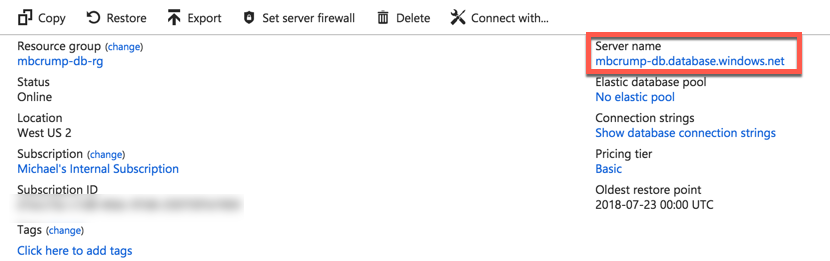 Copy Restore Export Set server firewall Delete Connect with...
Resource group (change)
mbcrump-db-rg
Status
Online
Location
West US 2
Subscription (change)
Michael's Internal Subscription
Subscription ID
Tags (change)
Click here to add tags
Server name
mbcrump-db.database.windows.net
Elastic database pool
No elastic pool
Connection strings
Show database connection strings
Pricing tier
Basic
Oldest restore point
2018-07-23 00:00 UTC